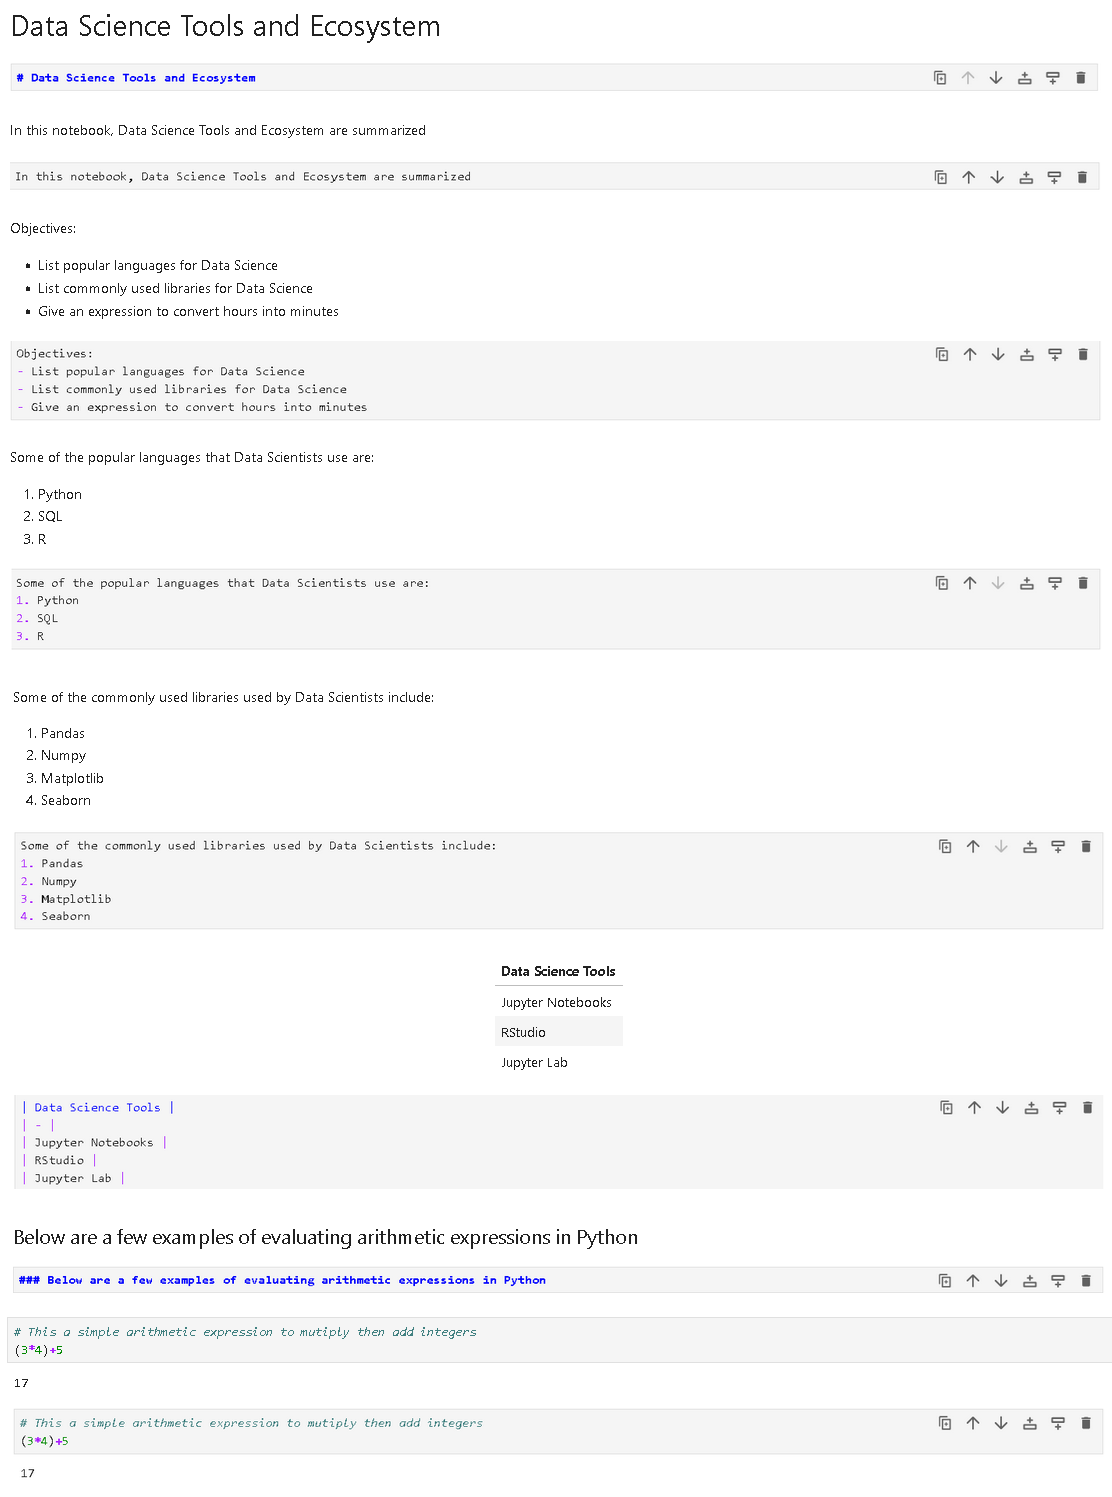 Data Science Tools and Ecosystem
# Data Science Tools and Ecosystem
In this notebook, Data Science Tools and Ecosystem are summarized
In this notebook, Data Science Tools and Ecosystem are summarized
Objectives:
• List popular languages for Data Science
• List commonly used libraries for Data Science
• Give an expression to convert hours into minutes
Objectives:
- List popular languages for Data Science
- List commonly used libraries for Data Science
- Give an expression to convert hours into minutes
Some of the popular languages that Data Scientists use are:
1. Python
2. SQL
3. R
Some of the popular languages that Data Scientists use are:
1. Python
2. SQL
3. R
Some of the commonly used libraries used by Data Scientists include:
1. Pandas
2. Numpy
3. Matplotlib
4. Seaborn
Some of the commonly used libraries used by Data Scientists include:
1. Pandas
2. Numpy
3. Matplotlib
4. Seaborn
Data Science Tools
Jupyter Notebooks
RStudio
Jupyter Lab
| Data Science Tools |
| - |
| Jupyter Notebooks |
| RStudio |
| Jupyter Lab |
Below are a few examples of evaluating arithmetic expressions in Python
### Below are a few examples of evaluating arithmetic expressions in Python
# This a simple arithmetic expression to mutiply then add integers
(3*4)+5
17
# This a simple arithmetic expression to mutiply then add integers
(3*4)+5
17